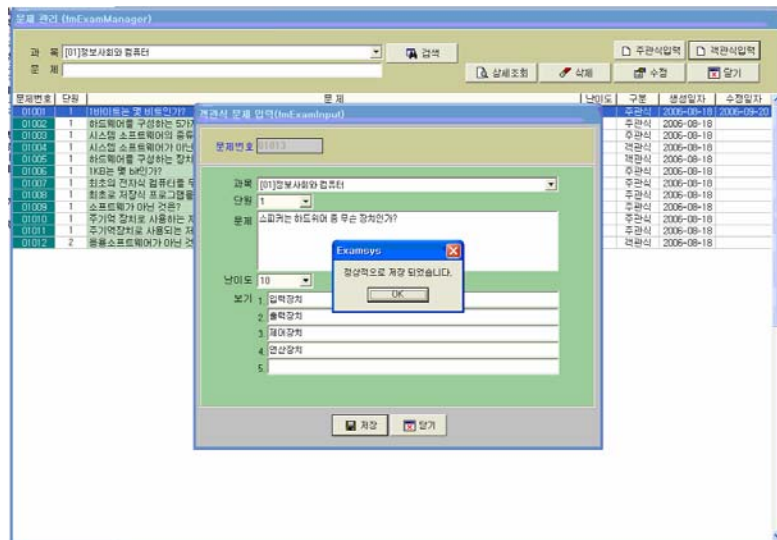 문제 관리 (fmExamManager)
과 목 [01]정보사회와 컴퓨터 검색 주관식입력 객관식입력
문 제 상세조회 삭제 수정 닫기
문제번호 단원 문 제 난이도 구분 생성일자 수정일자
01001 1 1바이트는 몇 비트인가? 주관식 2006-08-18 2006-09-20
01002 1 하드웨어를 구성하는 5가 주관식 2006-08-18
01003 1 시스템 소프트웨어의 종류 주관식 2006-08-18
01004 1 시스템 소프트웨어가 아닌 객관식 2006-08-18
01005 1 하드웨어를 구성하는 장치 객관식 2006-08-18
01006 1 1KB는 몇 bit인가? 주관식 2006-08-18
01007 1 최초의 전자식 컴퓨터를 주관식 2006-08-18
01008 1 최초로 저장식 프로그램을 주관식 2006-08-18
01009 1 소프트웨가 아닌 것은? 주관식 2006-08-18
01010 1 주기억 장치로 사용하는 주관식 2006-08-18
01011 1 주기억장치로 사용되는 주관식 2006-08-18
01012 2 응용소프트웨어가 아닌 것 객관식 2006-08-18
객관식 문제 입력(fmExamInput)
문제번호 01013
과목 [01]정보사회와 컴퓨터
단원 1
문제 스피커는 하드위어 중 무슨 장치인가?
난이도 10
보기 1. 입력장치
2. 출력장치
3. 제어장치
4. 연산장치
5.
저장 닫기
Examsys
정상적으로 저장 되었습니다.
OK